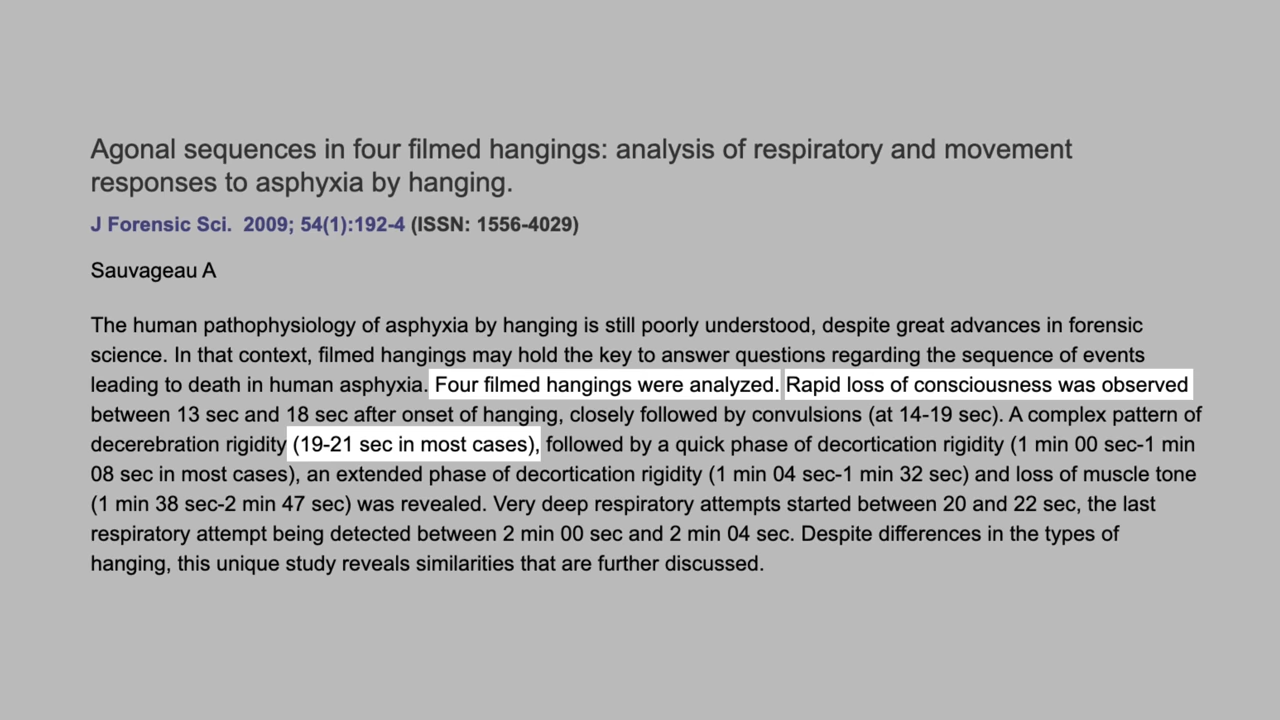 Agonal sequences in four filmed hangings: analysis of respiratory and movement
responses to asphyxia by hanging.
J Forensic Sci. 2009; 54(1):192-4 (ISSN: 1556-4029)
Sauvageau A
The human pathophysiology of asphyxia by hanging is still poorly understood, despite great advances in forensic
science. In that context, filmed hangings may hold the key to answer questions regarding the sequence of events
leading to death in human asphyxia. Four filmed hangings were analyzed. Rapid loss of consciousness was observed
between 13 sec and 18 sec after onset of hanging, closely followed by convulsions (at 14-19 sec). A complex pattern of
decerebration rigidity (19-21 sec in most cases), followed by a quick phase of decortication rigidity (1 min 00 sec-1 min
08 sec in most cases), an extended phase of decortication rigidity (1 min 04 sec-1 min 32 sec) and loss of muscle tone
(1 min 38 sec-2 min 47 sec) was revealed. Very deep respiratory attempts started between 20 and 22 sec, the last
respiratory attempt being detected between 2 min 00 sec and 2 min 04 sec. Despite differences in the types of
hanging, this unique study reveals similarities that are further discussed.